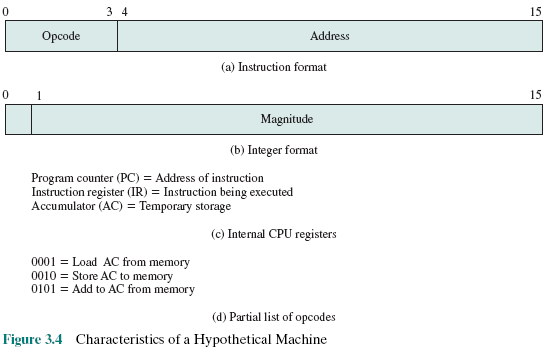 0 3 4 15
Opcode Address
(a) Instruction format
0 1 15
Magnitude
(b) Integer format
Program counter (PC) = Address of instruction
Instruction register (IR) = Instruction being executed
Accumulator (AC) = Temporary storage
(c) Internal CPU registers
0001 = Load AC from memory
0010 = Store AC to memory
0101 = Add to AC from memory
(d) Partial list of opcodes
Figure 3.4 Characteristics of a Hypothetical Machine